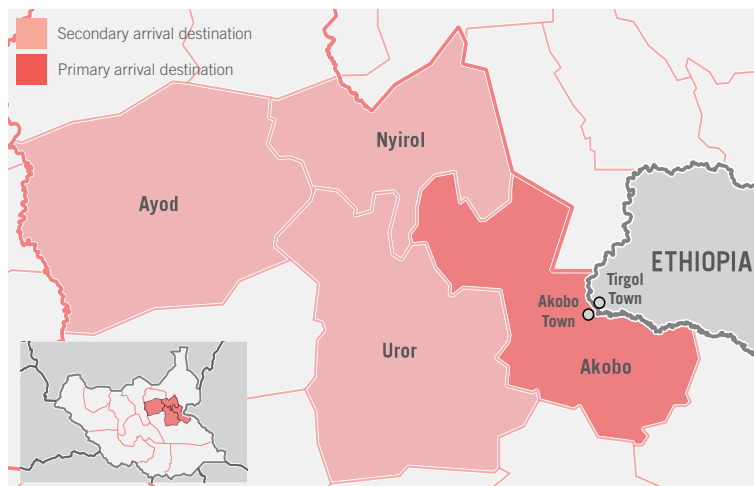 Secondary arrival destination
Primary arrival destination
Nyirol
Ayod
ETHIOPIA
Tirgol
Town
Akobo
Town
Uror
Akobo